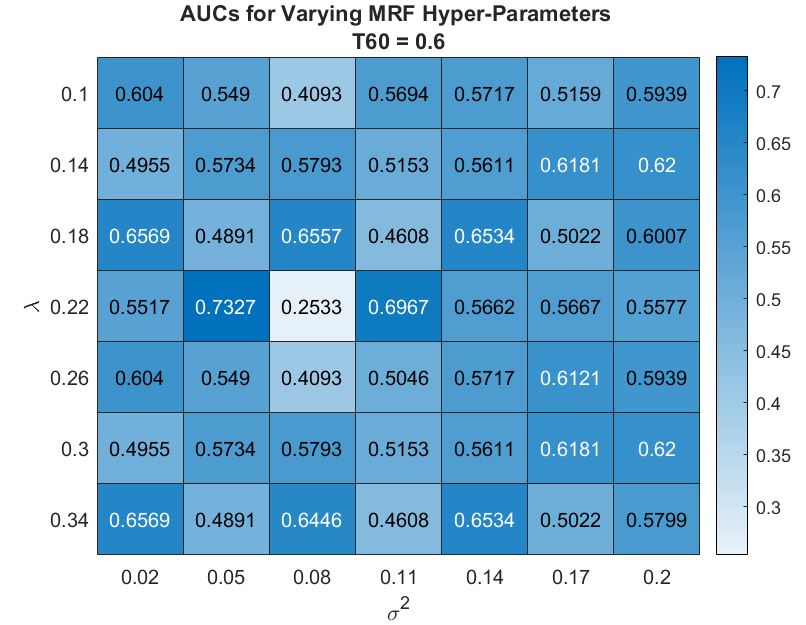 AUCs for Varying MRF Hyper-Parameters
T60 = 0.6
0.1 0.604 0.549 0.4093 0.5694 0.5717 0.5159 0.5939
0.14 0.4955 0.5734 0.5793 0.5153 0.5611 0.6181 0.62
0.18 0.6569 0.4891 0.6557 0.4608 0.6534 0.5022 0.6007
λ 0.22 0.5517 0.7327 0.2533 0.6967 0.5662 0.5667 0.5577
0.26 0.604 0.549 0.4093 0.5046 0.5717 0.6121 0.5939
0.3 0.4955 0.5734 0.5793 0.5153 0.5611 0.6181 0.62
0.34 0.6569 0.4891 0.6446 0.4608 0.6534 0.5022 0.5799
0.02 0.05 0.08 0.11 0.14 0.17 0.2
σ²
0.7
0.65
0.6
0.55
0.5
0.45
0.4
0.35
0.3